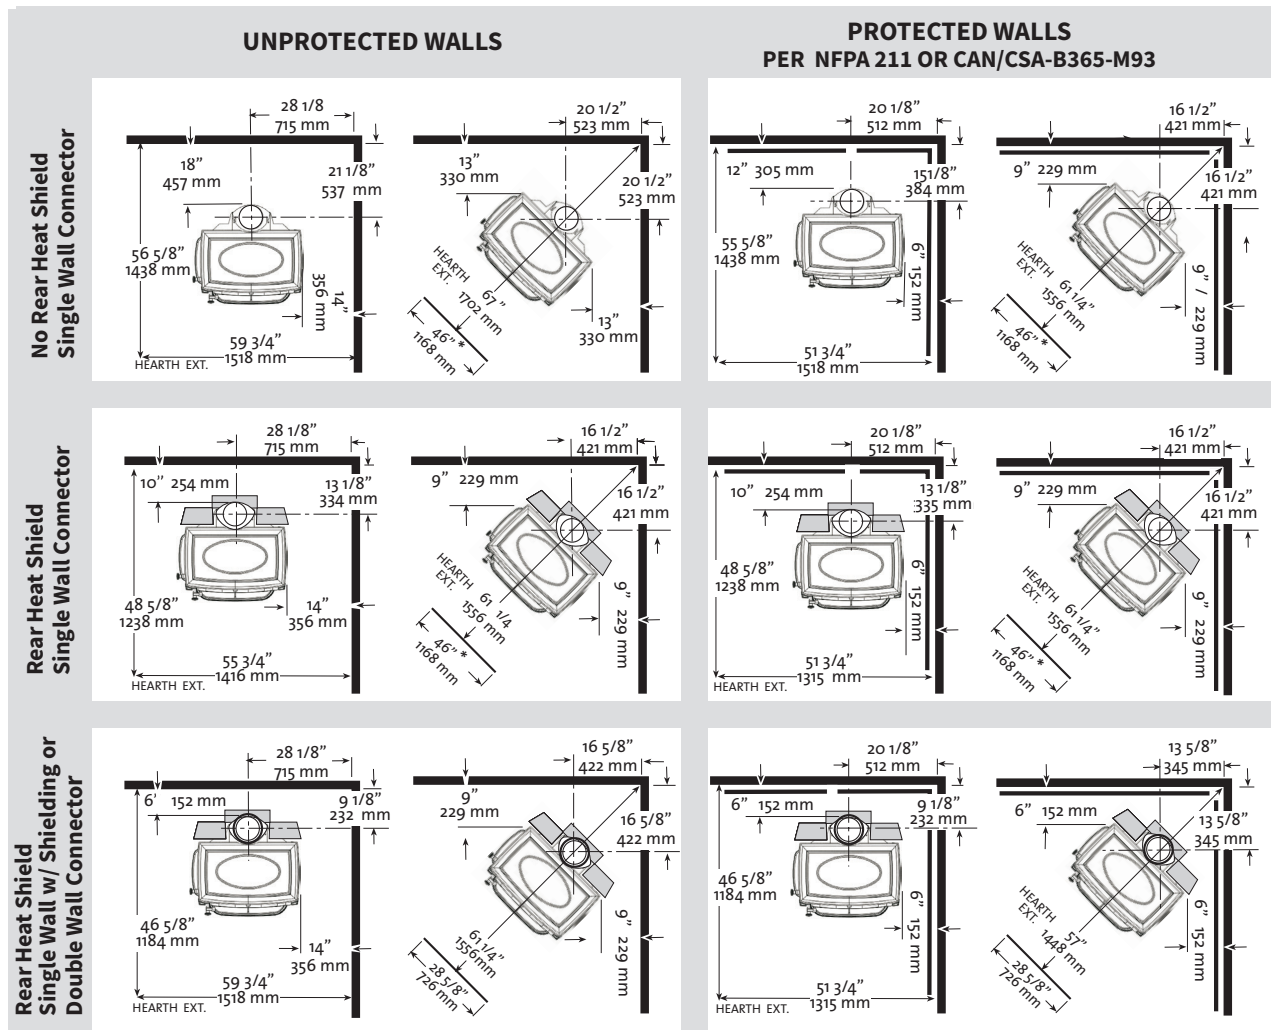 UNPROTECTED WALLS
PROTECTED WALLS
PER NFPA 211 OR CAN/CSA-B365-M93
No Rear Heat Shield
Single Wall Connector
28 1/8
715 mm
18”
457 mm
21 1/8”
537 mm
56 5/8”
1438 mm
14”
356 mm
59 3/4”
1518 mm
HEARTH EXT.
20 1/2”
523 mm
13”
330 mm
20 1/2”
523 mm
HEARTH
EXT.
67 ”
1702 mm
46” *
1168 mm
13”
330 mm
20 1/8”
512 mm
12” 305 mm
151/8”
384 mm
55 5/8”
1438 mm
6” 152 mm
51 3/4”
1518 mm
16 1/2”
421 mm
9” 229 mm
16 1/2”
421 mm
HEARTH
EXT.
61 1/4”
1556 mm
46” *
1168 mm
9” / 229 mm
Rear Heat Shield
Single Wall Connector
28 1/8”
715 mm
10” 254 mm
13 1/8”
334 mm
48 5/8”
1238 mm
14”
356 mm
55 3/4”
1416 mm
HEARTH EXT.
16 1/2”
421 mm
9” 229 mm
16 1/2”
421 mm
HEARTH
EXT.
61 1/4
1556 mm
46” *
1168 mm
9” 229 mm
20 1/8”
512 mm
10” 254 mm
13 1/8”
335 mm
48 5/8”
1238 mm
6” 152 mm
51 3/4”
1315 mm
HEARTH EXT.
16 1/2”
421 mm
9” 229 mm
16 1/2”
421 mm
HEARTH
EXT.
61 1/4”
1556 mm
46” *
1168 mm
9” 229 mm
Rear Heat Shield
Single Wall w/ Shielding or
Double Wall Connector
28 1/8”
715 mm
6’ 152 mm
9 1/8”
232 mm
46 5/8”
1184 mm
14”
356 mm
59 3/4”
1518 mm
HEARTH EXT.
16 5/8”
422 mm
9”
229 mm
16 5/8”
422 mm
61 1/4”
1556mm
28 5/8”
726 mm
9” 229 mm
20 1/8”
512 mm
6” 152 mm
9 1/8”
232 mm
46 5/8”
1184 mm
6” 152 mm
51 3/4”
1315 mm
HEARTH EXT.
13 5/8”
345 mm
6” 152 mm
13 5/8”
345 mm
HEARTH
EXT.
57”
1448 mm
28 5/8”
726 mm
6” 152 mm